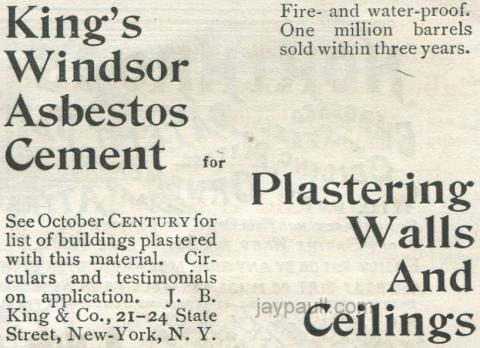 King's
Windsor
Asbestos
Cement for
Fire- and water-proof.
One million barrels
sold within three years.
Plastering
Walls
And
Ceilings
See October CENTURY for
list of buildings plastered
with this material. Cir-
culars and testimonials
on application. J. B.
King & Co., 21–24 State
Street, New-York, N. Y.
jaypaull.com